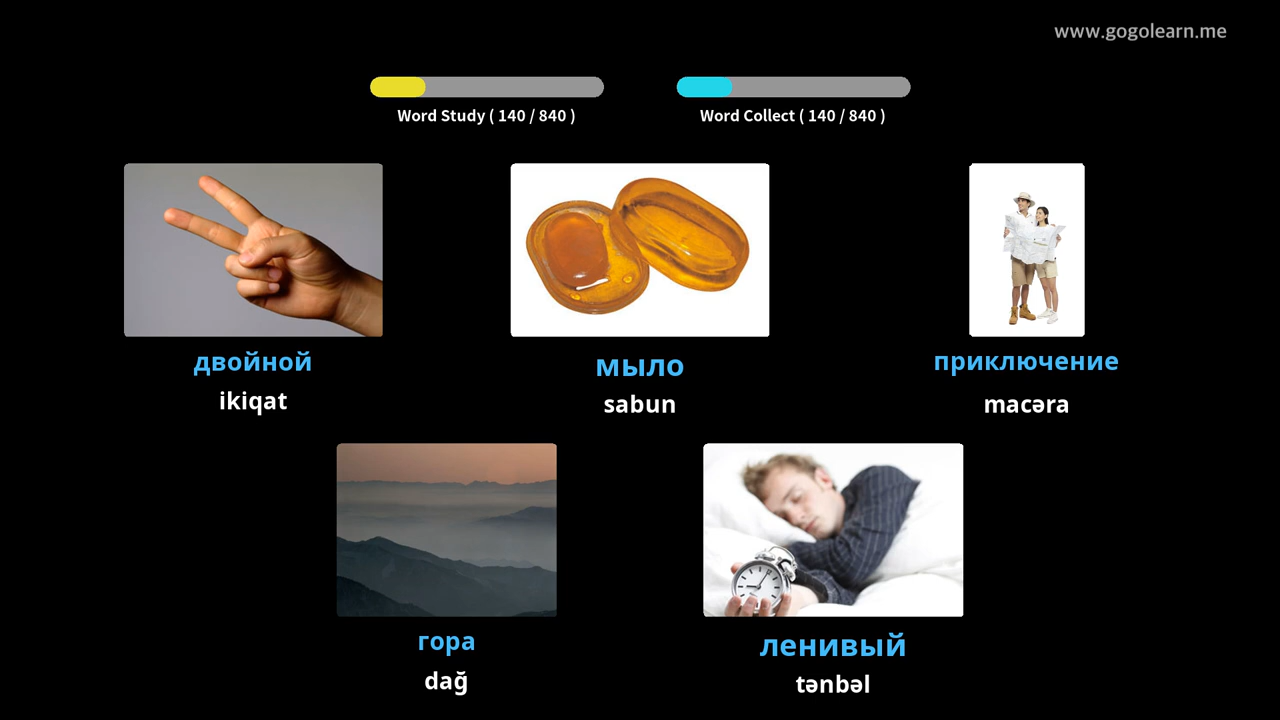 www.gogolearn.me
Word Study ( 140 / 840 )
Word Collect ( 140 / 840 )
двойной
ikiqat
мыло
sabun
приключение
macəra
гора
dağ
ленивый
tənbəl